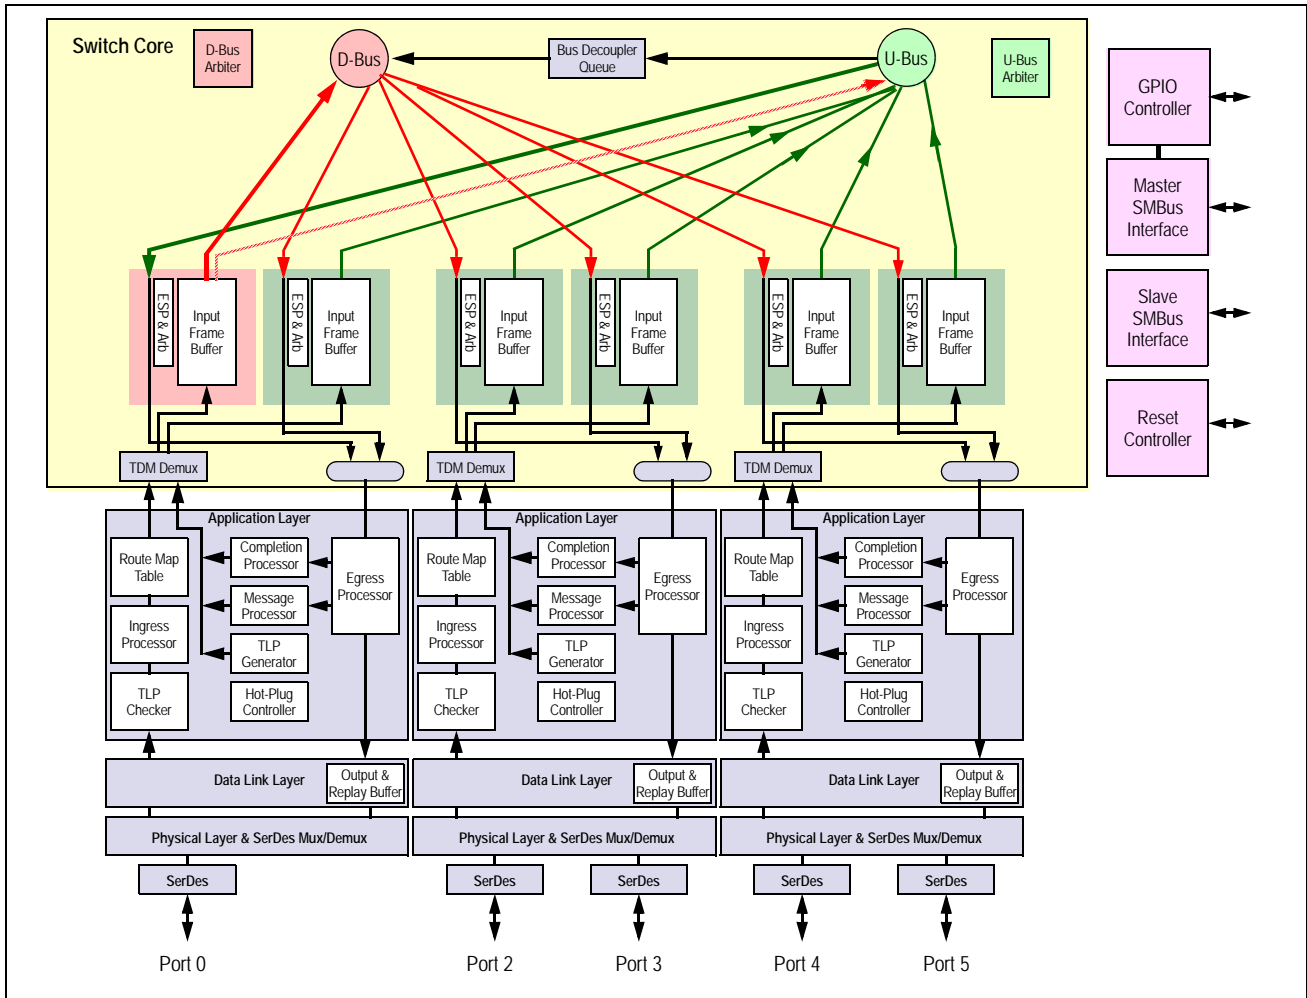 Switch Core
D-Bus
Arbiter
D-Bus
Bus Decoupler
Queue
U-Bus
U-Bus
Arbiter
GPIO
Controller
Master
SMBus
Interface
Slave
SMBus
Interface
Reset
Controller
ESP & Arb
Input
Frame
Buffer
ESP & Arb
Input
Frame
Buffer
ESP & Arb
Input
Frame
Buffer
ESP & Arb
Input
Frame
Buffer
ESP & Arb
Input
Frame
Buffer
ESP & Arb
Input
Frame
Buffer
TDM Demux
TDM Demux
TDM Demux
Application Layer
Route Map
Table
Ingress
Processor
TLP
Checker
Completion
Processor
Message
Processor
TLP
Generator
Hot-Plug
Controller
Egress
Processor
Application Layer
Route Map
Table
Ingress
Processor
TLP
Checker
Completion
Processor
Message
Processor
TLP
Generator
Hot-Plug
Controller
Egress
Processor
Application Layer
Route Map
Table
Ingress
Processor
TLP
Checker
Completion
Processor
Message
Processor
TLP
Generator
Hot-Plug
Controller
Egress
Processor
Data Link Layer
Output &
Replay Buffer
Data Link Layer
Output &
Replay Buffer
Data Link Layer
Output &
Replay Buffer
Physical Layer & SerDes Mux/Demux
Physical Layer & SerDes Mux/Demux
Physical Layer & SerDes Mux/Demux
SerDes
SerDes
SerDes
SerDes
SerDes
Port 0
Port 2
Port 3
Port 4
Port 5